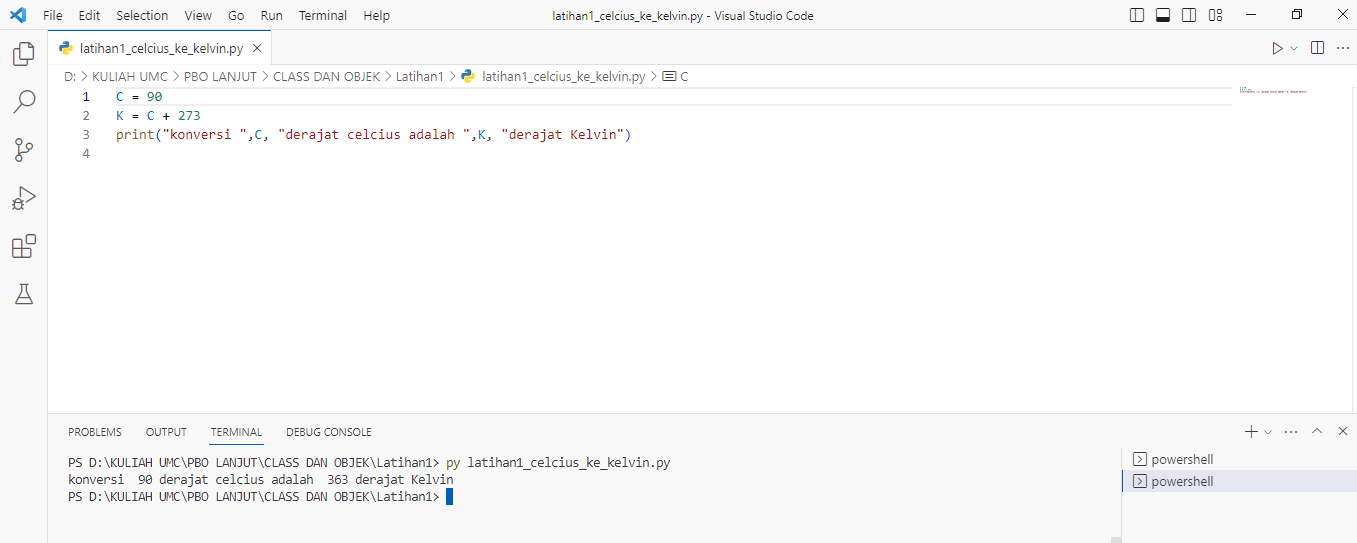 File Edit Selection View Go Run Terminal Help
latihan1_celcius_ke_kelvin.py - Visual Studio Code
latihan1_celcius_ke_kelvin.py
D: > KULIAH UMC > PBO LANJUT > CLASS DAN OBJEK > Latihan1 > latihan1_celcius_ke_kelvin.py > C
1 C = 90
2 K = C + 273
3 print("konversi ",C, "derajat celcius adalah ",K, "derajat Kelvin")
4
PROBLEMS OUTPUT TERMINAL DEBUG CONSOLE
PS D:\KULIAH UMC\PBO LANJUT\CLASS DAN OBJEK\Latihan1> py latihan1_celcius_ke_kelvin.py
konversi  90 derajat celcius adalah  363 derajat Kelvin
PS D:\KULIAH UMC\PBO LANJUT\CLASS DAN OBJEK\Latihan1>
powershell
powershell